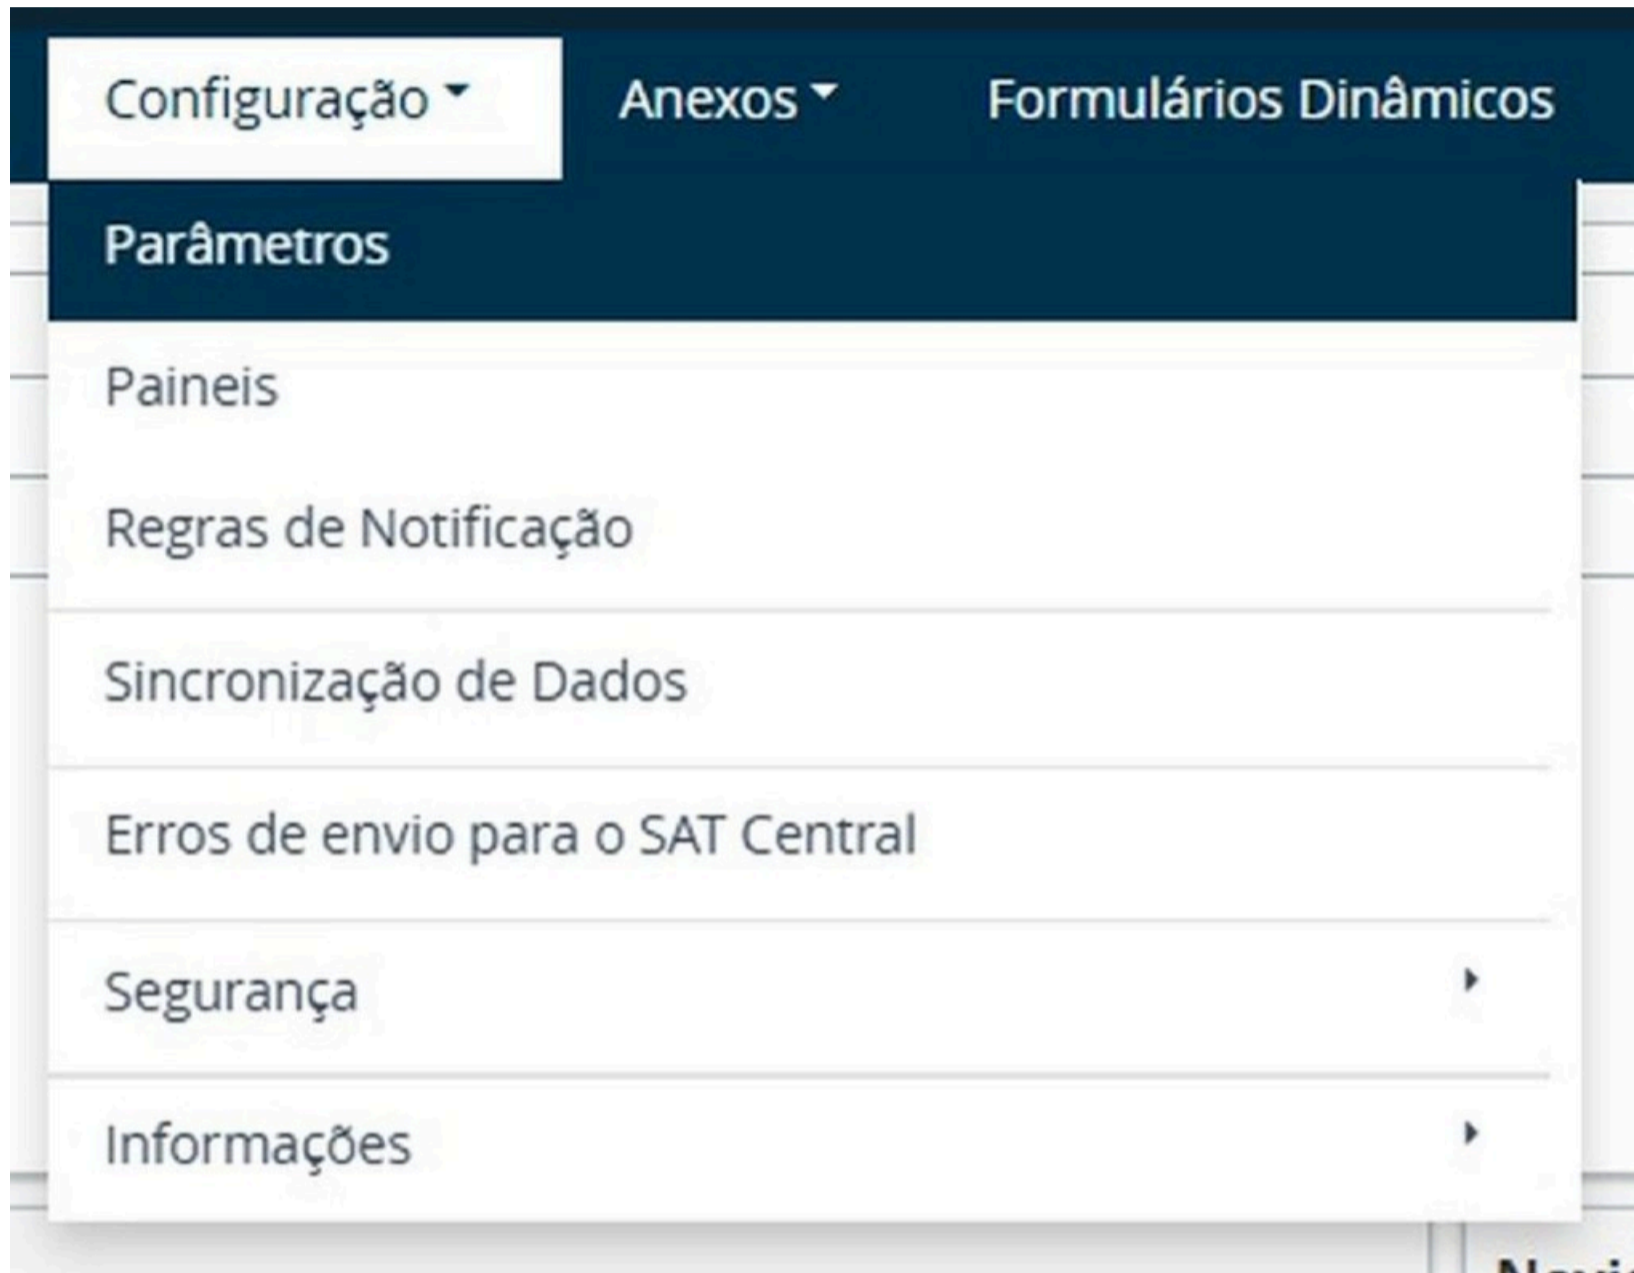 Configuração Anexos Formulários Dinâmicos
Parâmetros
Paineis
Regras de Notificação
Sincronização de Dados
Erros de envio para o SAT Central
Segurança
Informações